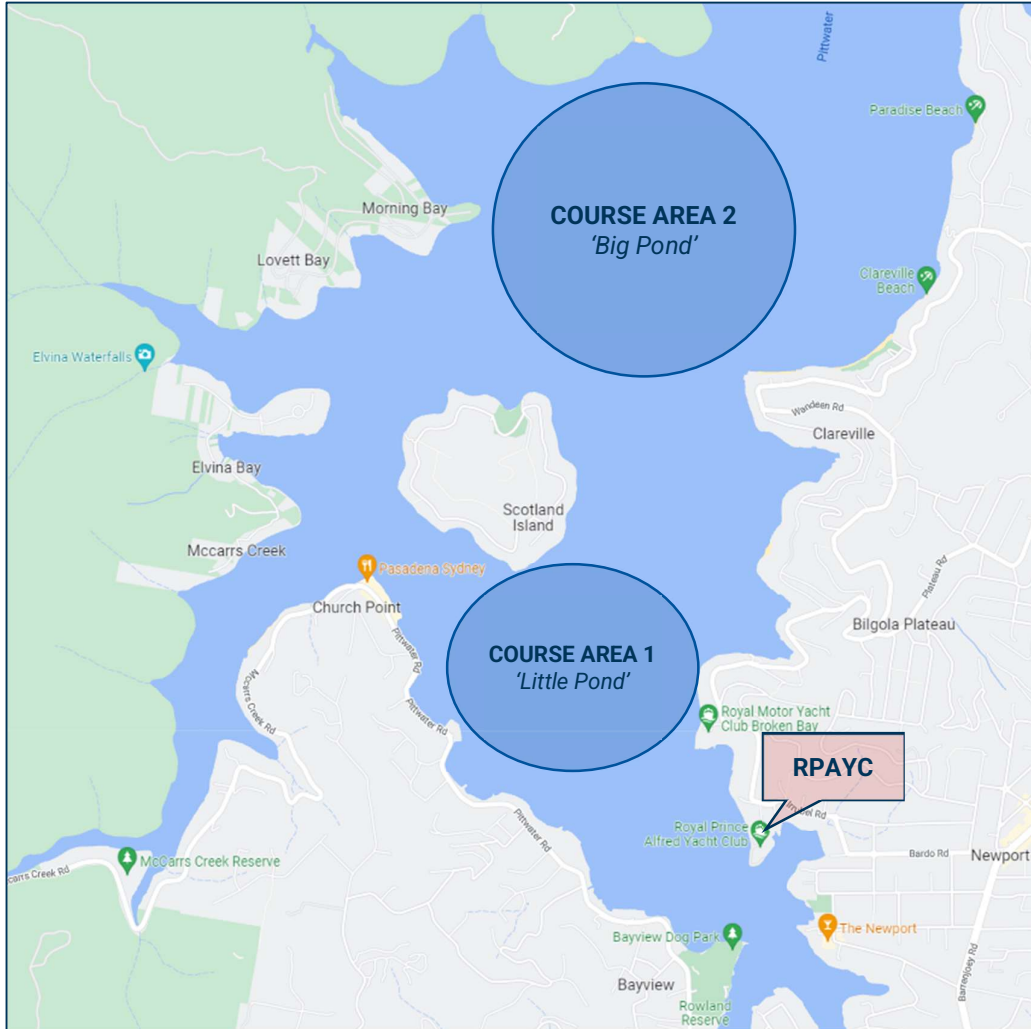 Pittwater
Paradise Beach
COURSE AREA 2
'Big Pond'
Morning Bay
Lovett Bay
Clareville
Beach
Elvina Waterfalls
Wandeen Rd
Clareville
Elvina Bay
Scotland
Island
Mccarrs Creek
Pasadena Sydney
Plateau Rd
Church Point
Bilgola Plateau
Pittwater Rd
COURSE AREA 1
'Little Pond'
McCarrs Creek Rd
Pittwater Rd
Royal Motor Yacht
Club Broken Bay
RPAYC
Pittwater Rd
Royal Prince
Alfred Yacht Club
McCarrs Creek Reserve
Bardo Rd
Newport
carrs Creek Rd
The Newport
Bayview Dog Park
Barrenjoey Rd
Bayview
Rowland
Reserve